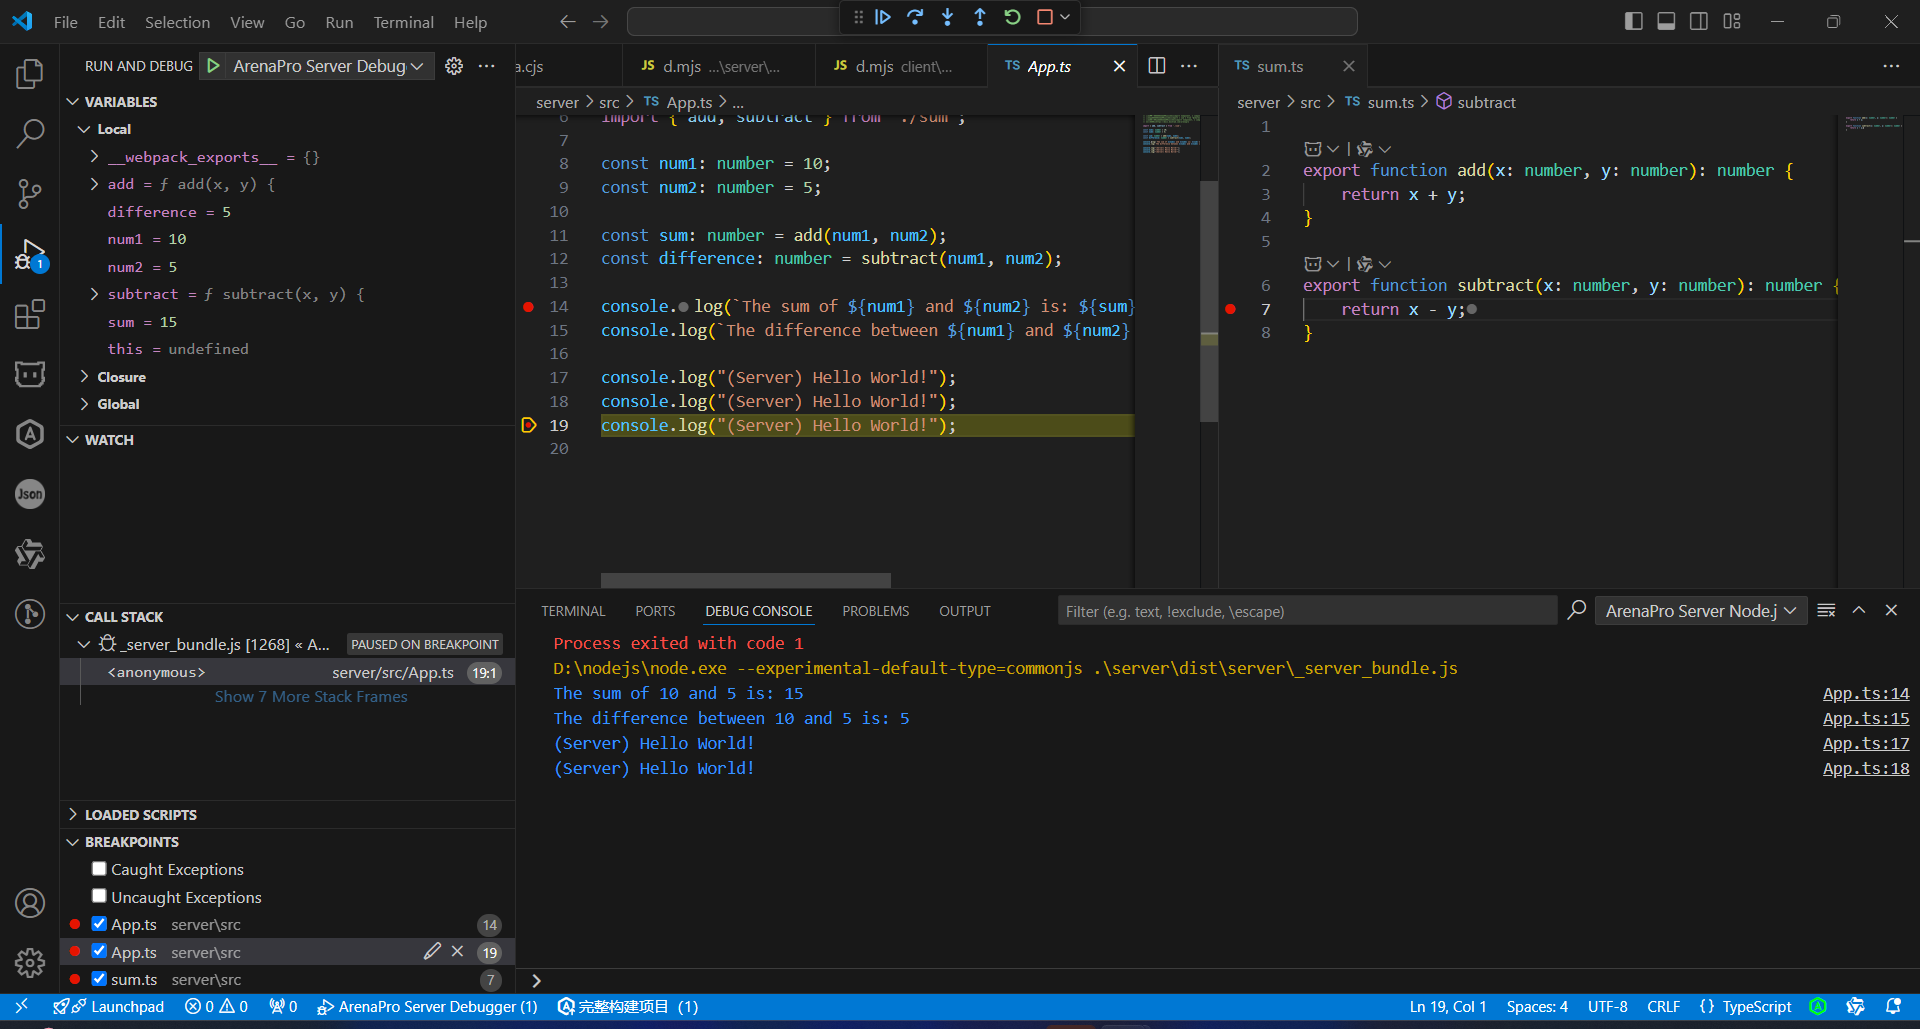 File Edit Selection View Go Run Terminal Help
RUN AND DEBUG ArenaPro Server Debug
VARIABLES
Local
__webpack_exports__ = {}
add = ƒ add(x, y) {
difference = 5
num1 = 10
num2 = 5
subtract = ƒ subtract(x, y) {
sum = 15
this = undefined
Closure
Global
WATCH
CALL STACK
_server_bundle.js [1268] « A... PAUSED ON BREAKPOINT
<anonymous> server/src/App.ts 19:1
Show 7 More Stack Frames
LOADED SCRIPTS
BREAKPOINTS
Caught Exceptions
Uncaught Exceptions
App.ts server\src 14
App.ts server\src 19
sum.ts server\src 7
1
Json
a.cjs JS d.mjs ...\server\... JS d.mjs client\... TS App.ts
server > src > TS App.ts > ...
6 import { add, subtract } from "./sum";
7
8 const num1: number = 10;
9 const num2: number = 5;
10
11 const sum: number = add(num1, num2);
12 const difference: number = subtract(num1, num2);
13
14 console.log(`The sum of ${num1} and ${num2} is: ${sum}
15 console.log(`The difference between ${num1} and ${num2}
16
17 console.log("(Server) Hello World!");
18 console.log("(Server) Hello World!");
19 console.log("(Server) Hello World!");
20
TS sum.ts
server > src > TS sum.ts > subtract
1
2 export function add(x: number, y: number): number {
3 return x + y;
4 }
5
6 export function subtract(x: number, y: number): number {
7 return x - y;
8 }
TERMINAL PORTS DEBUG CONSOLE PROBLEMS OUTPUT Filter (e.g. text, !exclude, \escape) ArenaPro Server Node.j
Process exited with code 1
D:\nodejs\node.exe --experimental-default-type=commonjs .\server\dist\server\_server_bundle.js
The sum of 10 and 5 is: 15 App.ts:14
The difference between 10 and 5 is: 5 App.ts:15
(Server) Hello World! App.ts:17
(Server) Hello World! App.ts:18
>
Launchpad 0 0 0 ArenaPro Server Debugger (1) 完整构建项目 (1) Ln 19, Col 1 Spaces: 4 UTF-8 CRLF {} TypeScript